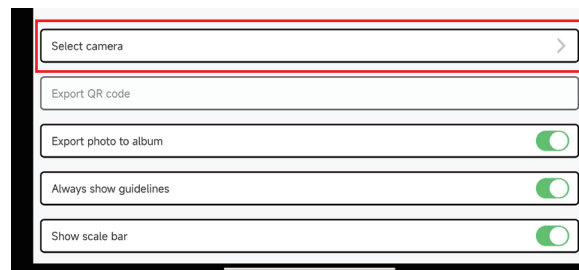 Select camera
Export QR code
Export photo to album
Always show guidelines
Show scale bar